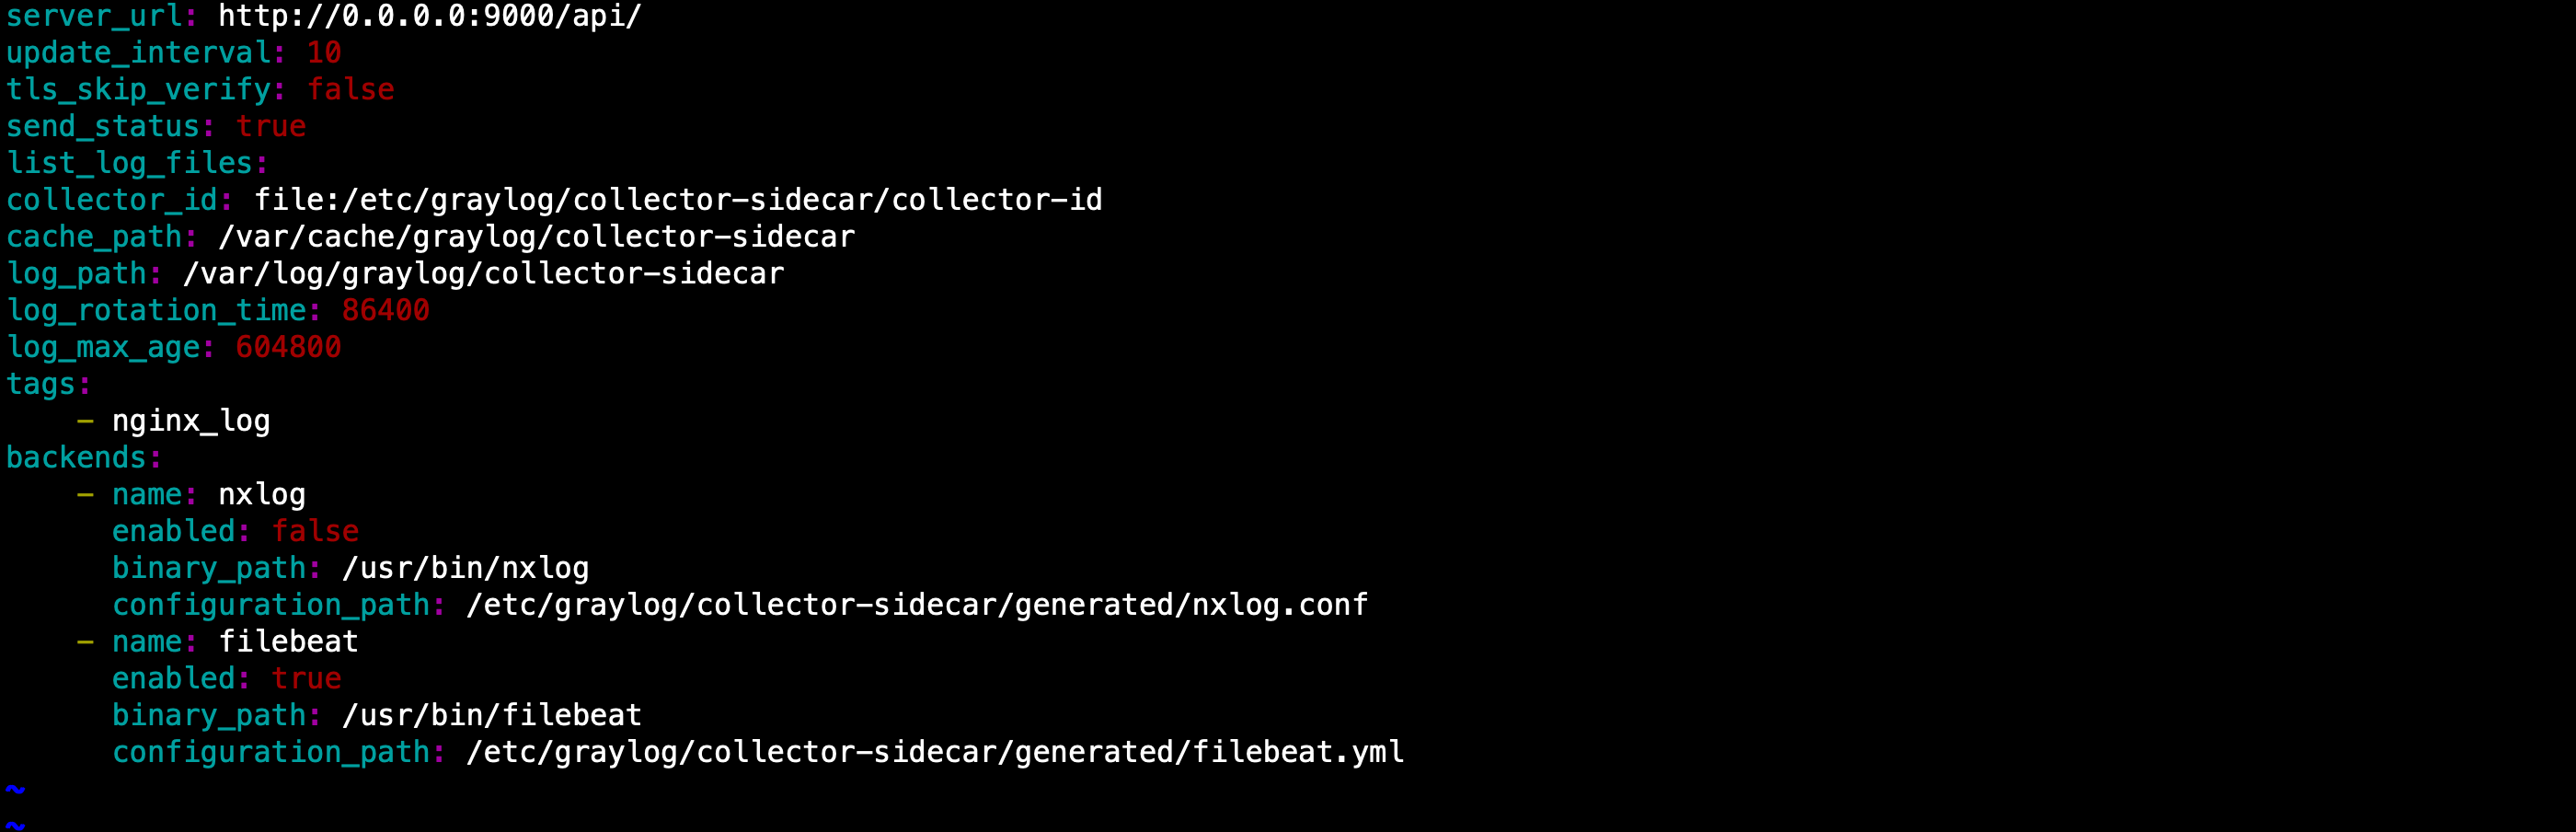 server_url: http://0.0.0.0:9000/api/
update_interval: 10
tls_skip_verify: false
send_status: true
list_log_files:
collector_id: file:/etc/graylog/collector-sidecar/collector-id
cache_path: /var/cache/graylog/collector-sidecar
log_path: /var/log/graylog/collector-sidecar
log_rotation_time: 86400
log_max_age: 604800
tags:
    - nginx_log
backends:
    - name: nxlog
      enabled: false
      binary_path: /usr/bin/nxlog
      configuration_path: /etc/graylog/collector-sidecar/generated/nxlog.conf
    - name: filebeat
      enabled: true
      binary_path: /usr/bin/filebeat
      configuration_path: /etc/graylog/collector-sidecar/generated/filebeat.yml
~
~